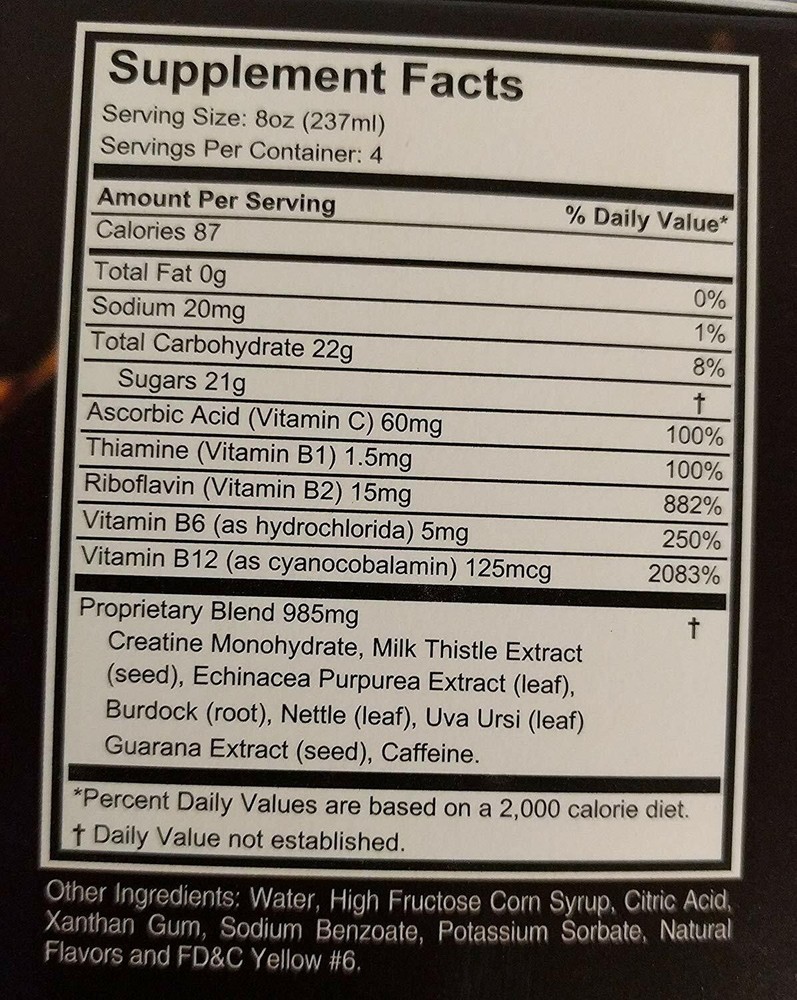 Supplement Facts
Serving Size: 8oz (237ml)
Servings Per Container: 4
Amount Per Serving % Daily Value*
Calories 87
Total Fat 0g 0%
Sodium 20mg 1%
Total Carbohydrate 22g 8%
Sugars 21g †
Ascorbic Acid (Vitamin C) 60mg 100%
Thiamine (Vitamin B1) 1.5mg 100%
Riboflavin (Vitamin B2) 15mg 882%
Vitamin B6 (as hydrochlorida) 5mg 250%
Vitamin B12 (as cyanocobalamin) 125mcg 2083%
Proprietary Blend 985mg †
Creatine Monohydrate, Milk Thistle Extract
(seed), Echinacea Purpurea Extract (leaf),
Burdock (root), Nettle (leaf), Uva Ursi (leaf)
Guarana Extract (seed), Caffeine.
*Percent Daily Values are based on a 2,000 calorie diet.
† Daily Value not established.
Other Ingredients: Water, High Fructose Corn Syrup, Citric Acid,
Xanthan Gum, Sodium Benzoate, Potassium Sorbate, Natural
Flavors and FD&C Yellow #6.